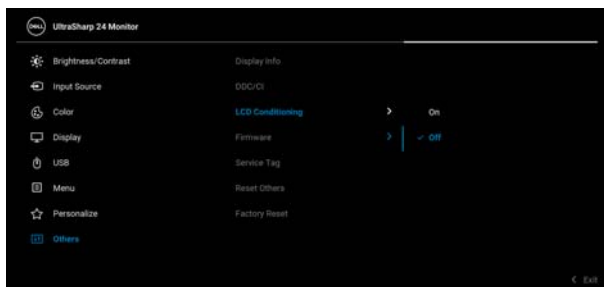 DELL UltraSharp 24 Monitor
Brightness/Contrast Display Info
Input Source DDC/CI
Color LCD Conditioning > On
Display Firmware > ✓ Off
USB Service Tag
Menu Reset Others
Personalize Factory Reset
Others
< Exit